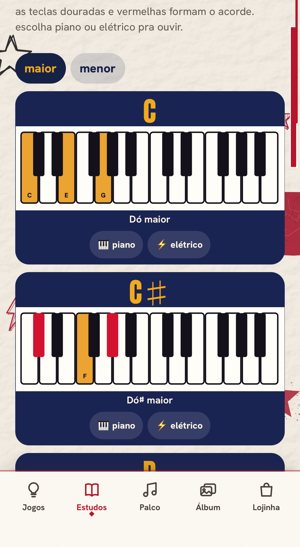 as teclas douradas e vermelhas formam o acorde.
escolha piano ou elétrico pra ouvir.
maior menor
C
C E G
Dó maior
piano elétrico
C#
F
Dó# maior
piano elétrico
Jogos Estudos Palco Álbum Lojinha